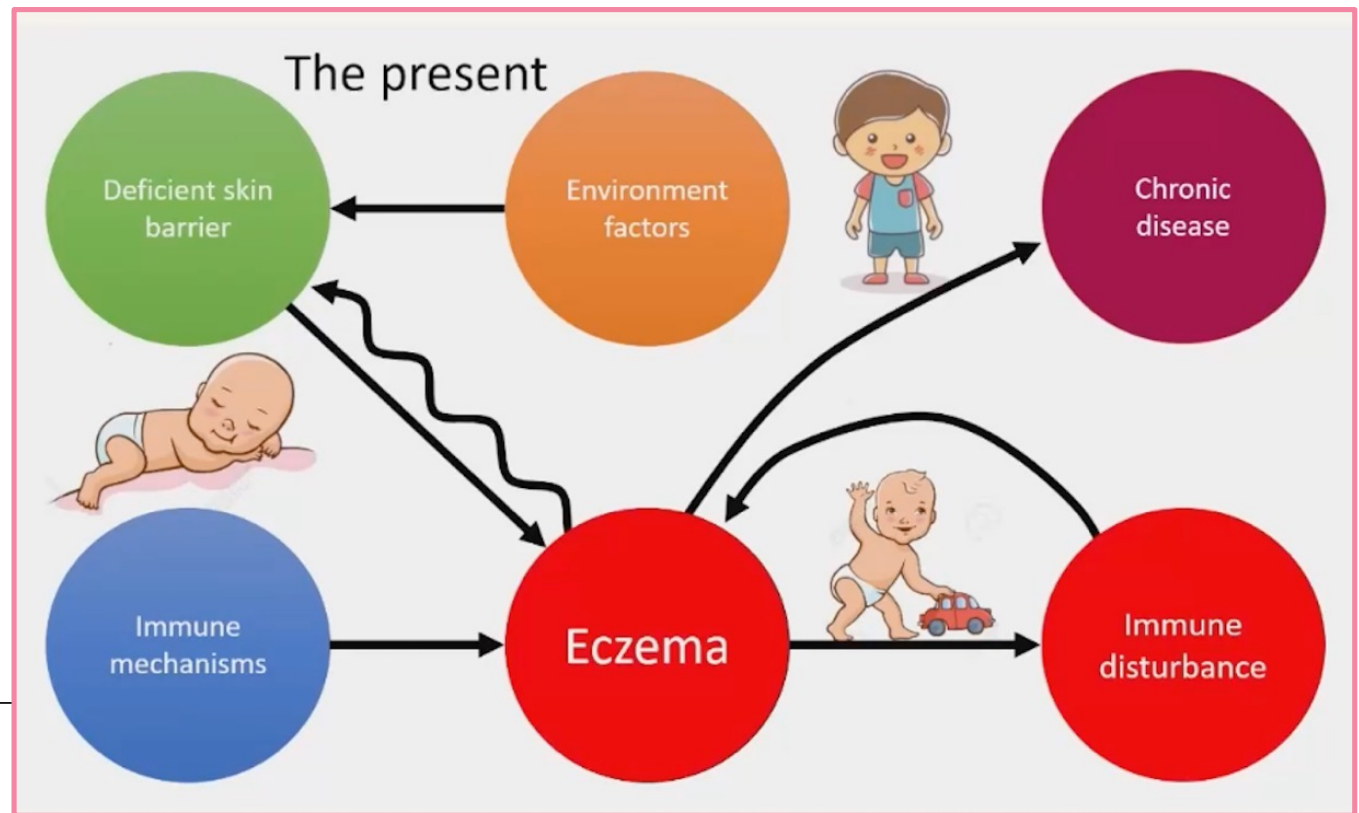 The present
Deficient skin
barrier
Environment
factors
Chronic
disease
Immune
mechanisms
Eczema
Immune
disturbance